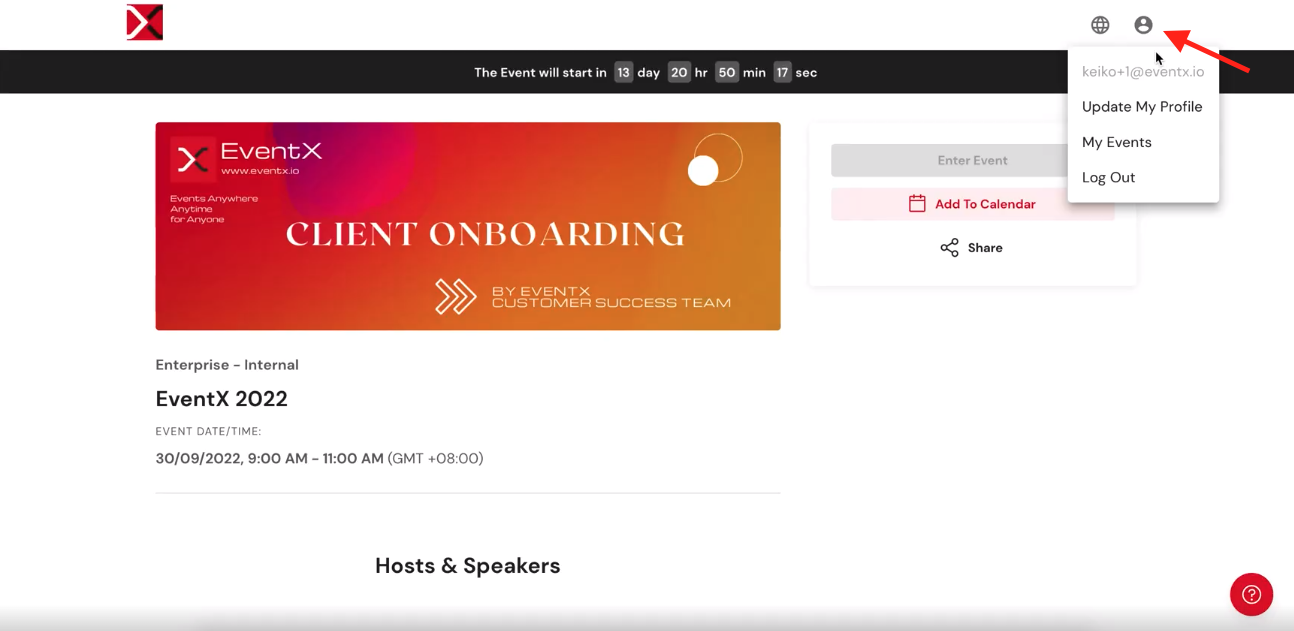 The Event will start in 13 day 20 hr 50 min 17 sec
keiko+1@eventx.io
Update My Profile
My Events
Log Out
EventX
www.eventx.io
Events Anywhere
Anytime
for Anyone
CLIENT ONBOARDING
BY EVENTX
CUSTOMER SUCCESS TEAM
Enter Event
Add To Calendar
Share
Enterprise - Internal
EventX 2022
EVENT DATE/TIME:
30/09/2022, 9:00 AM - 11:00 AM (GMT +08:00)
Hosts & Speakers